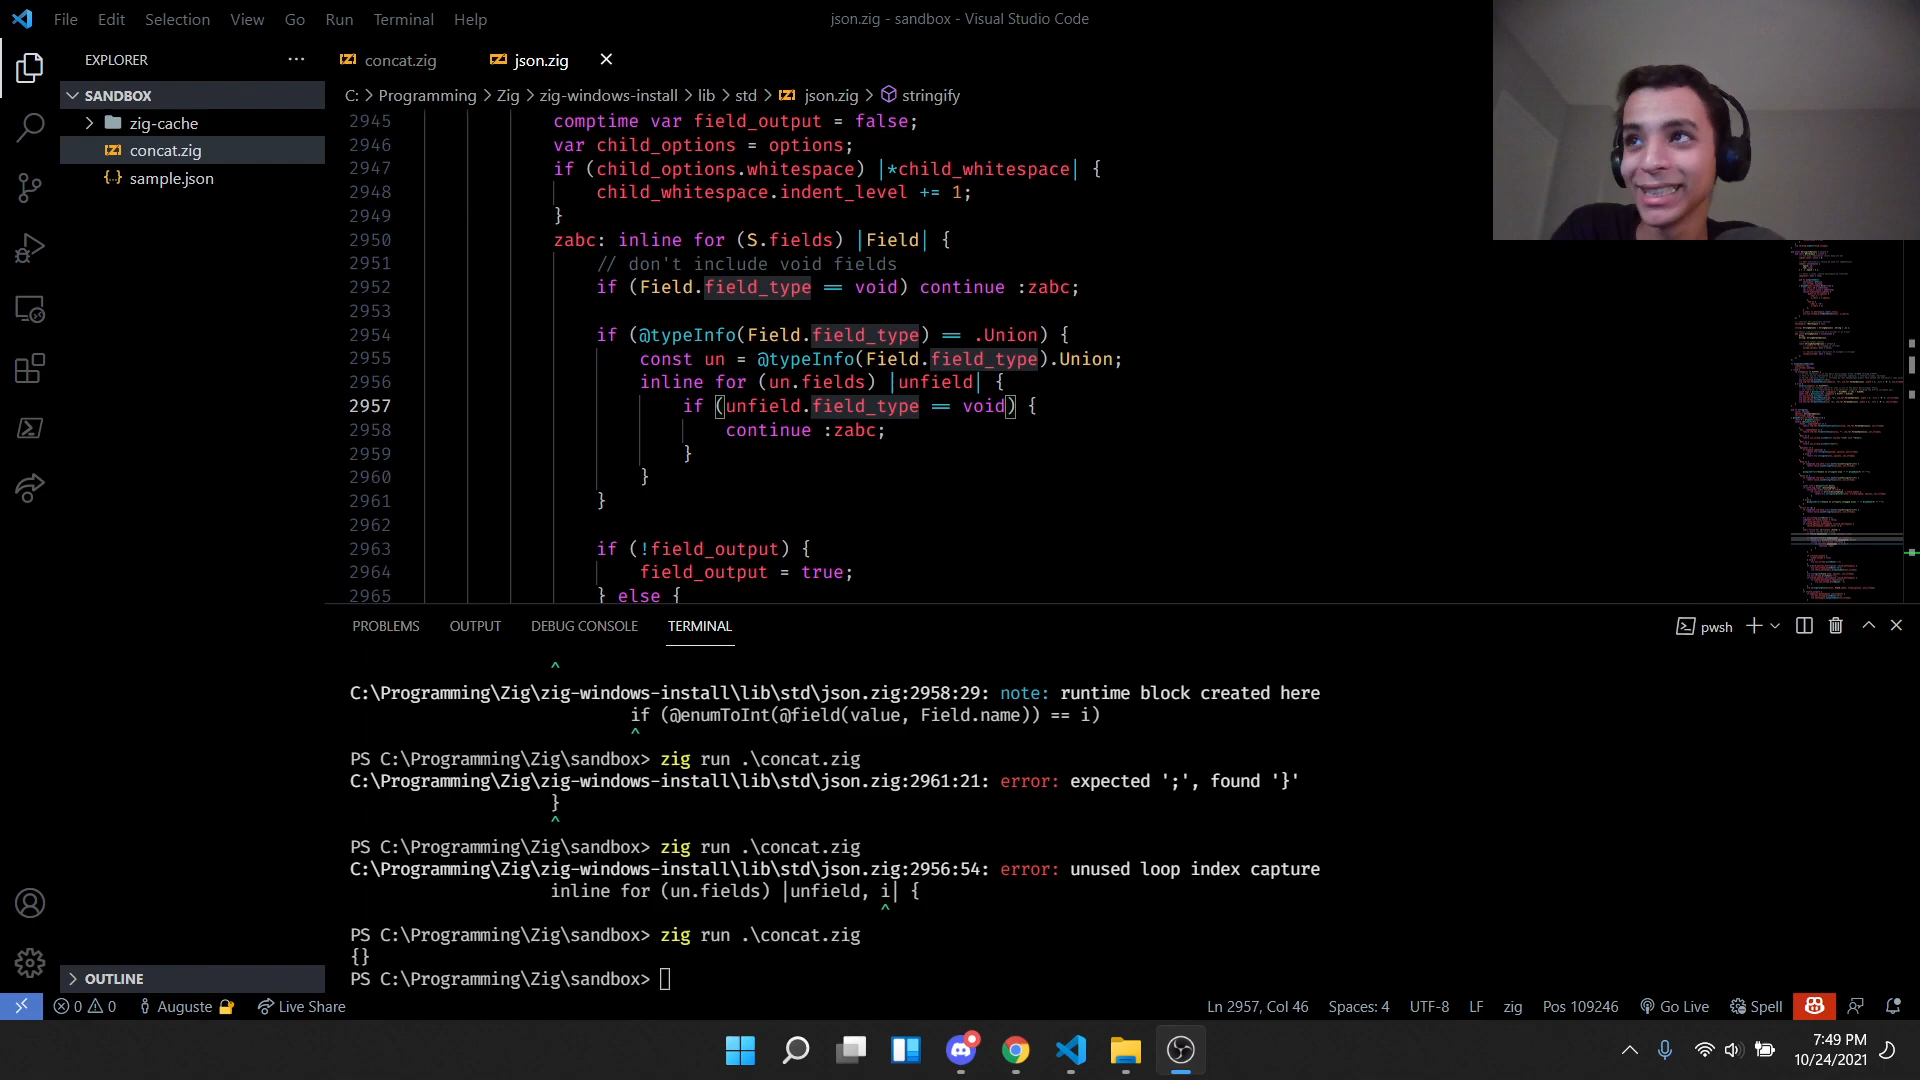 File Edit Selection View Go Run Terminal Help
json.zig - sandbox - Visual Studio Code
EXPLORER
SANDBOX
zig-cache
concat.zig
sample.json
OUTLINE
concat.zig json.zig
C: > Programming > Zig > zig-windows-install > lib > std > json.zig > stringify
2945 comptime var field_output = false;
2946 var child_options = options;
2947 if (child_options.whitespace) |*child_whitespace| {
2948 child_whitespace.indent_level += 1;
2949 }
2950 zabc: inline for (S.fields) |Field| {
2951 // don't include void fields
2952 if (Field.field_type == void) continue :zabc;
2953
2954 if (@typeInfo(Field.field_type) == .Union) {
2955 const un = @typeInfo(Field.field_type).Union;
2956 inline for (un.fields) |unfield| {
2957 if (unfield.field_type == void) {
2958 continue :zabc;
2959 }
2960 }
2961 }
2962
2963 if (!field_output) {
2964 field_output = true;
2965 } else {
PROBLEMS OUTPUT DEBUG CONSOLE TERMINAL
pwsh
^
C:\Programming\Zig\zig-windows-install\lib\std\json.zig:2958:29: note: runtime block created here
if (@enumToInt(@field(value, Field.name)) == i)
^
PS C:\Programming\Zig\sandbox> zig run .\concat.zig
C:\Programming\Zig\zig-windows-install\lib\std\json.zig:2961:21: error: expected ';', found '}'
}
^
PS C:\Programming\Zig\sandbox> zig run .\concat.zig
C:\Programming\Zig\zig-windows-install\lib\std\json.zig:2956:54: error: unused loop index capture
inline for (un.fields) |unfield, i| {
^
PS C:\Programming\Zig\sandbox> zig run .\concat.zig
{}
PS C:\Programming\Zig\sandbox>
0 0 Auguste Live Share
Ln 2957, Col 46 Spaces: 4 UTF-8 LF zig Pos 109246 Go Live Spell
7:49 PM
10/24/2021